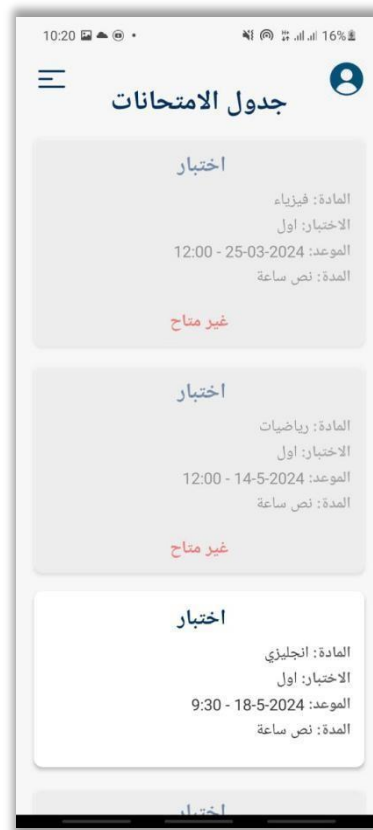 10:20
16%
جدول الامتحانات
اختبار
المادة: فيزياء
الاختبار: اول
الموعد: 25-03-2024 - 12:00
المدة: نص ساعة
غير متاح
اختبار
المادة: رياضيات
الاختبار: اول
الموعد: 14-5-2024 - 12:00
المدة: نص ساعة
غير متاح
اختبار
المادة: انجليزي
الاختبار: اول
الموعد: 18-5-2024 - 9:30
المدة: نص ساعة
اختبار